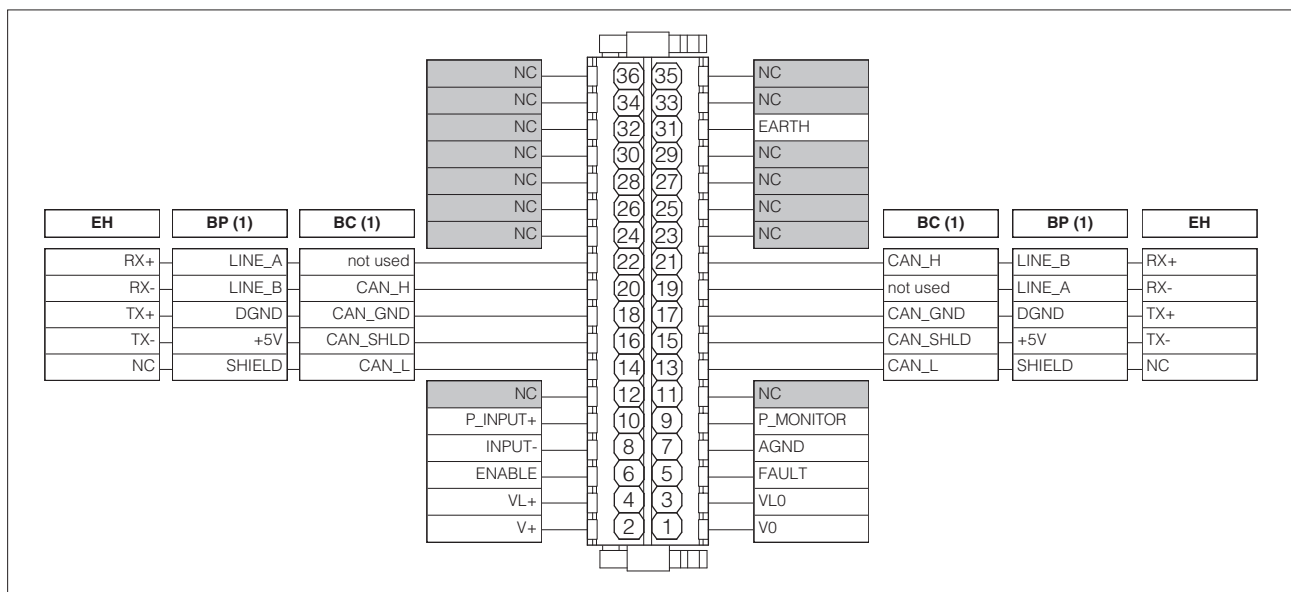 NC 36 35 NC
NC 34 33 NC
NC 32 31 EARTH
NC 30 29 NC
NC 28 27 NC
NC 26 25 NC
EH BP (1) BC (1) NC 24 23 NC BC (1) BP (1) EH
RX+ LINE_A not used 22 21 CAN_H LINE_B RX+
RX- LINE_B CAN_H 20 19 not used LINE_A RX-
TX+ DGND CAN_GND 18 17 CAN_GND DGND TX+
TX- +5V CAN_SHLD 16 15 CAN_SHLD +5V TX-
NC SHIELD CAN_L 14 13 CAN_L SHIELD NC
NC 12 11 NC
P_INPUT+ 10 9 P_MONITOR
INPUT- 8 7 AGND
ENABLE 6 5 FAULT
VL+ 4 3 VL0
V+ 2 1 V0